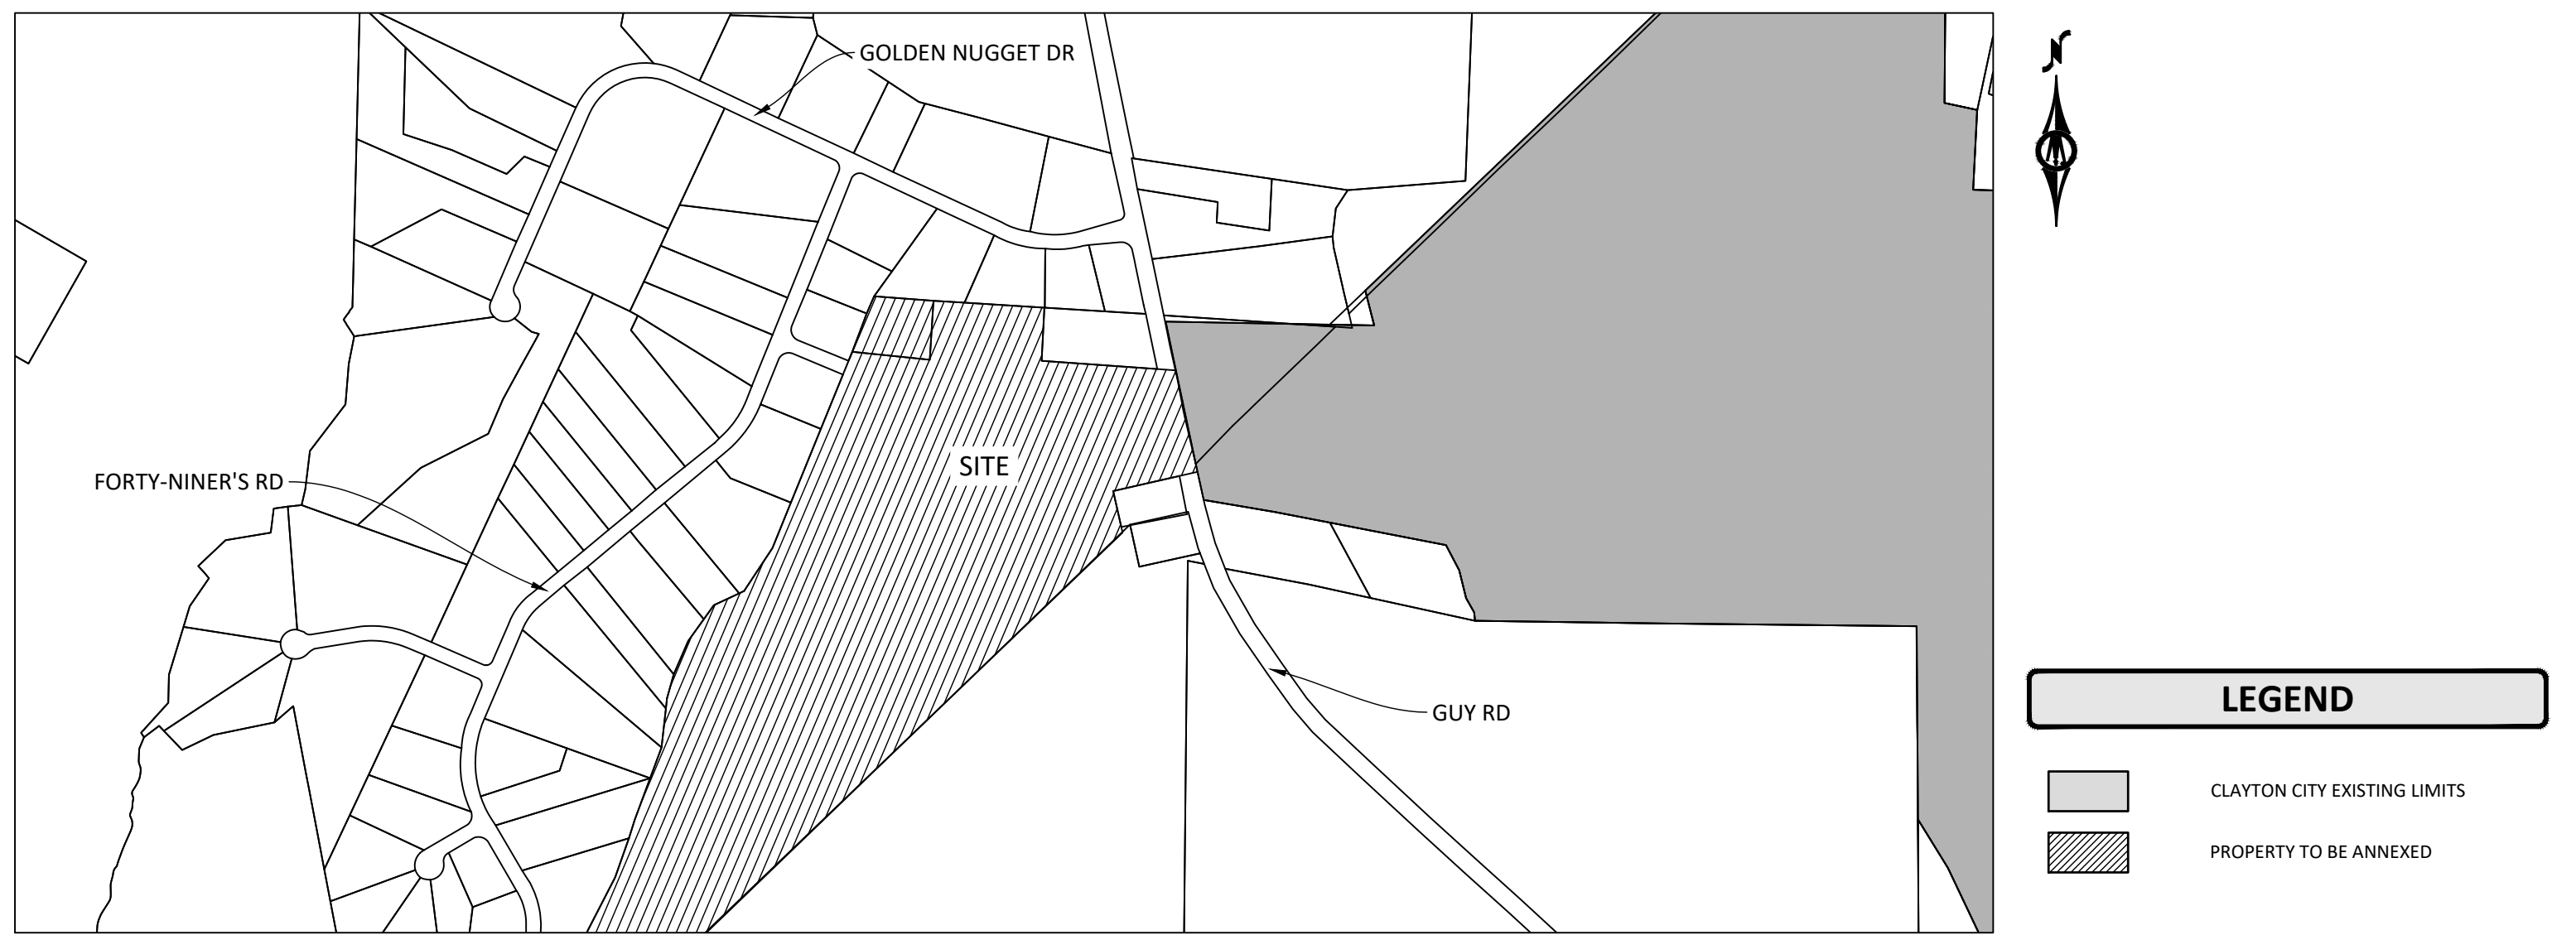 GOLDEN NUGGET DR
N
SITE
FORTY-NINER'S RD
GUY RD
LEGEND
CLAYTON CITY EXISTING LIMITS
PROPERTY TO BE ANNEXED